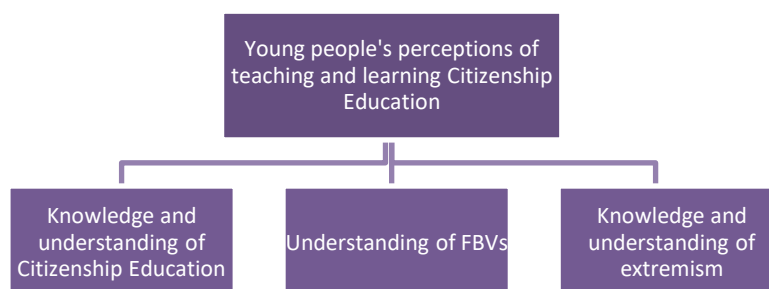 Young people's perceptions of
teaching and learning Citizenship
Education
Knowledge and
understanding of
Citizenship Education
Understanding of FBVs
Knowledge and
understanding of
extremism